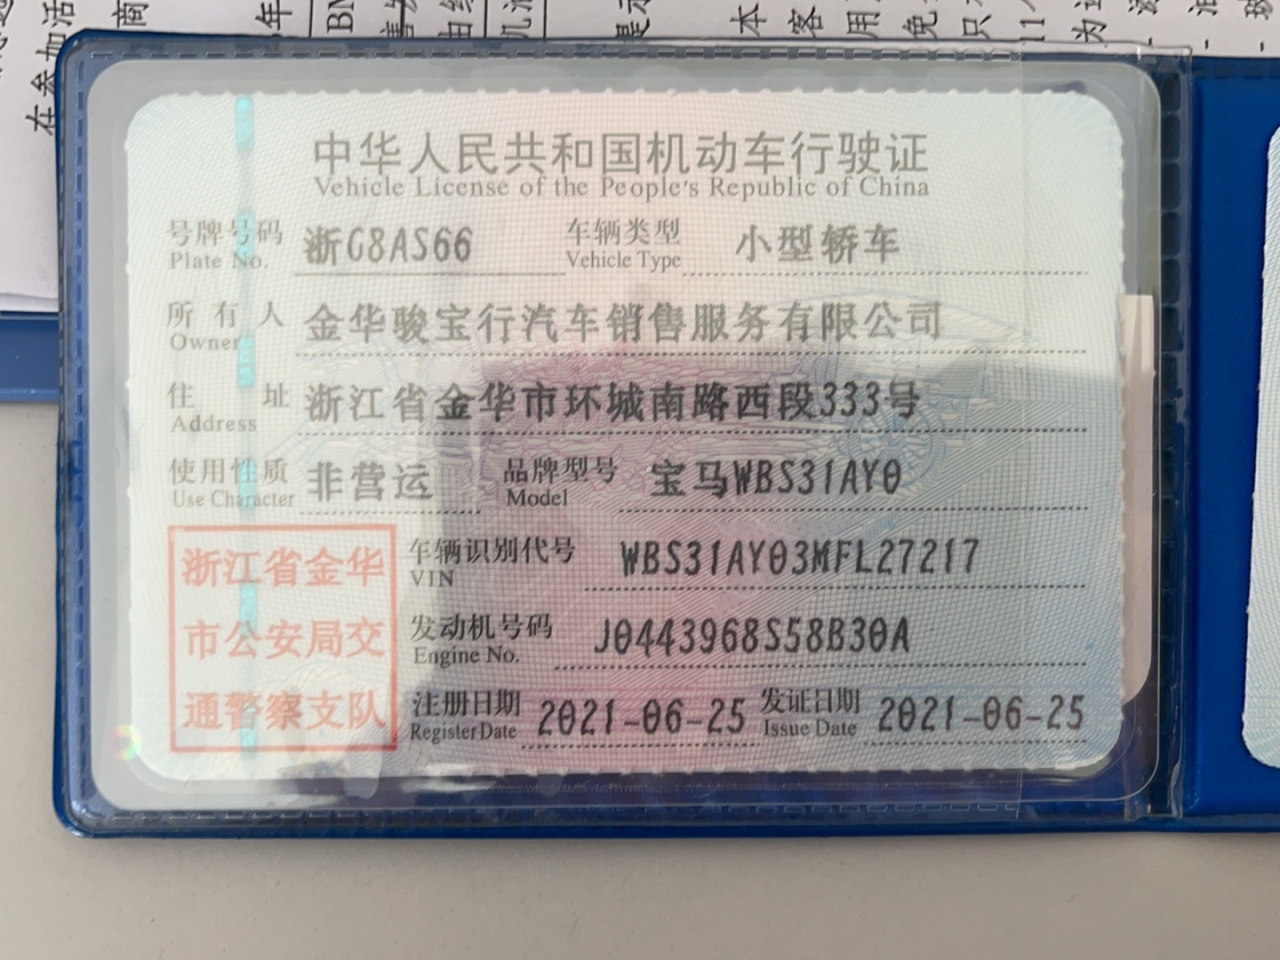 中华人民共和国机动车行驶证
Vehicle License of the People's Republic of China
号牌号码 浙G8AS66 车辆类型 小型轿车
Plate No. Vehicle Type
所有人 金华骏宝行汽车销售服务有限公司
Owner
住址 浙江省金华市环城南路西段333号
Address
使用性质 非营运 品牌型号 宝马WBS31AY0
Use Character Model
浙江省金华
市公安局交
通警察支队
车辆识别代号 WBS31AY03MFL27217
VIN
发动机号码 J0443968S58B30A
Engine No.
注册日期 2021-06-25 发证日期 2021-06-25
Register Date Issue Date